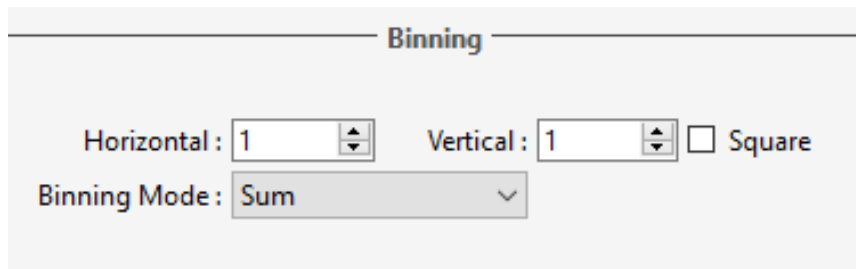 Binning
Horizontal : 1 Vertical : 1 Square
Binning Mode : Sum